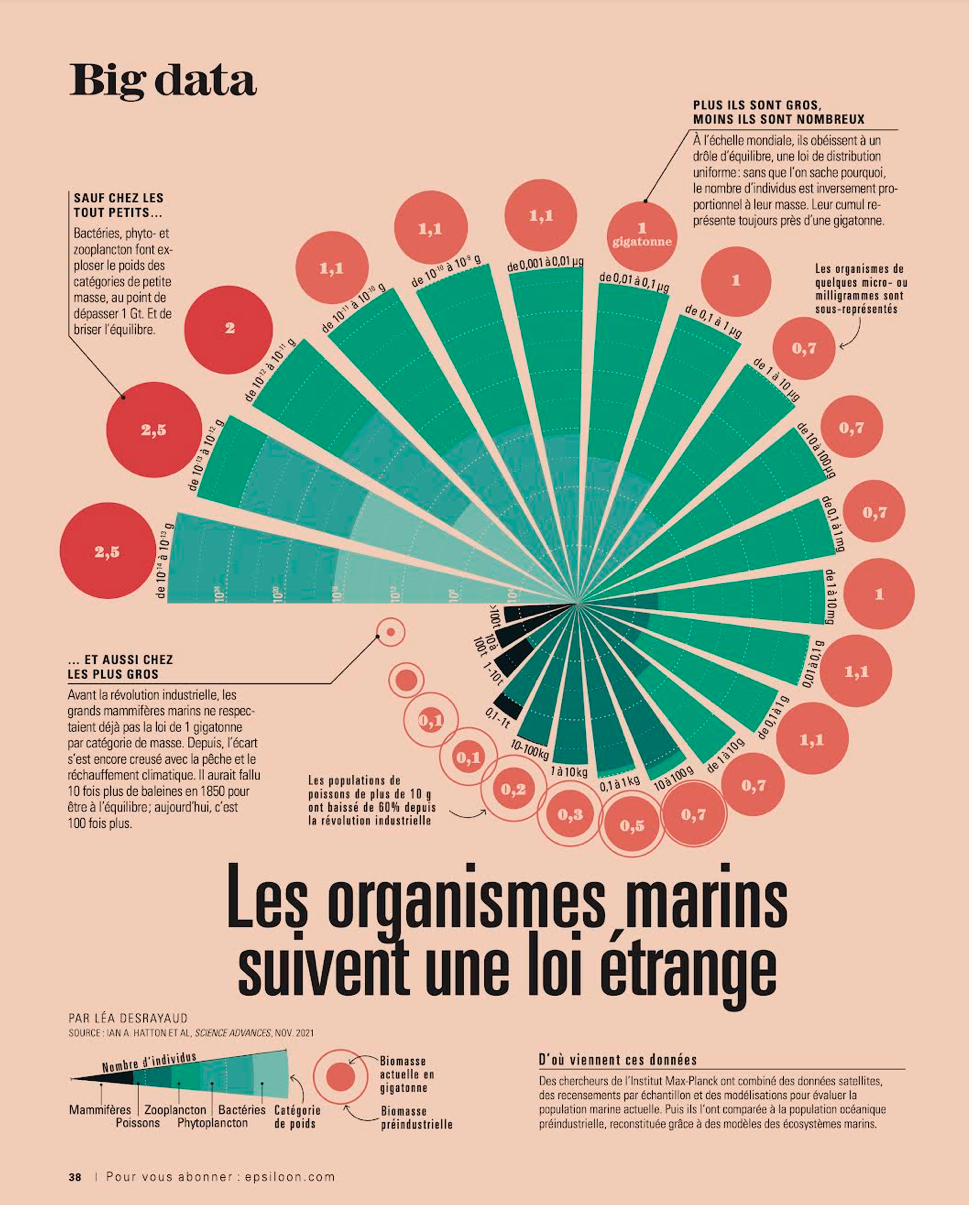 Big data
PLUS ILS SONT GROS,
MOINS ILS SONT NOMBREUX
À l'échelle mondiale, ils obéissent à un
drôle d'équilibre, une loi de distribution
uniforme : sans que l'on sache pourquoi,
le nombre d'individus est inversement pro-
portionnel à leur masse. Leur cumul re-
présente toujours près d'une gigatonne.
SAUF CHEZ LES
TOUT PETITS...
Bactéries, phyto- et
zooplancton font ex-
ploser le poids des
catégories de petite
masse, au point de
dépasser 1 Gt. Et de
briser l'équilibre.
Les organismes de
quelques micro- ou
milligrammes sont
sous-représentés
2,5
de 10⁻¹⁴ à 10⁻¹³ g
2,5
de 10⁻¹³ à 10⁻¹² g
2
de 10⁻¹² à 10⁻¹¹ g
1,1
de 10⁻¹¹ à 10⁻¹⁰ g
1,1
de 10⁻¹⁰ à 10⁻⁹ g
1,1
de 0,001 à 0,01 µg
1
gigatonne
de 0,01 à 0,1 µg
1
de 0,1 à 1 µg
0,7
de 1 à 10 µg
0,7
de 10 à 100 µg
0,7
de 0,1 à 1 mg
1
de 1 à 10 mg
1,1
0,01 à 0,1 g
1,1
de 0,1 à 1 g
0,7
de 1 à 10 g
0,7
10 à 100 g
0,5
0,1 à 1 kg
0,3
1 à 10 kg
0,2
10-100 kg
0,1
0,1-1 t
0,1
1-10 t
10 à
100 t
>100 t
... ET AUSSI CHEZ
LES PLUS GROS
Avant la révolution industrielle, les
grands mammifères marins ne respec-
taient déjà pas la loi de 1 gigatonne
par catégorie de masse. Depuis, l'écart
s'est encore creusé avec la pêche et le
réchauffement climatique. Il aurait fallu
10 fois plus de baleines en 1850 pour
être à l'équilibre ; aujourd'hui, c'est
100 fois plus.
Les populations de
poissons de plus de 10 g
ont baissé de 60% depuis
la révolution industrielle
Les organismes marins
suivent une loi étrange
PAR LÉA DESRAYAUD
SOURCE : IAN A. HATTON ET AL, SCIENCE ADVANCES, NOV. 2021
Nombre d'individus
Mammifères
Poissons
Zooplancton
Phytoplancton
Bactéries
Catégorie
de poids
Biomasse
actuelle en
gigatonne
Biomasse
préindustrielle
D'où viennent ces données
Des chercheurs de l'Institut Max-Planck ont combiné des données satellites,
des recensements par échantillon et des modélisations pour évaluer la
population marine actuelle. Puis ils l'ont comparée à la population océanique
préindustrielle, reconstituée grâce à des modèles des écosystèmes marins.
38 | Pour vous abonner : epsiloon.com